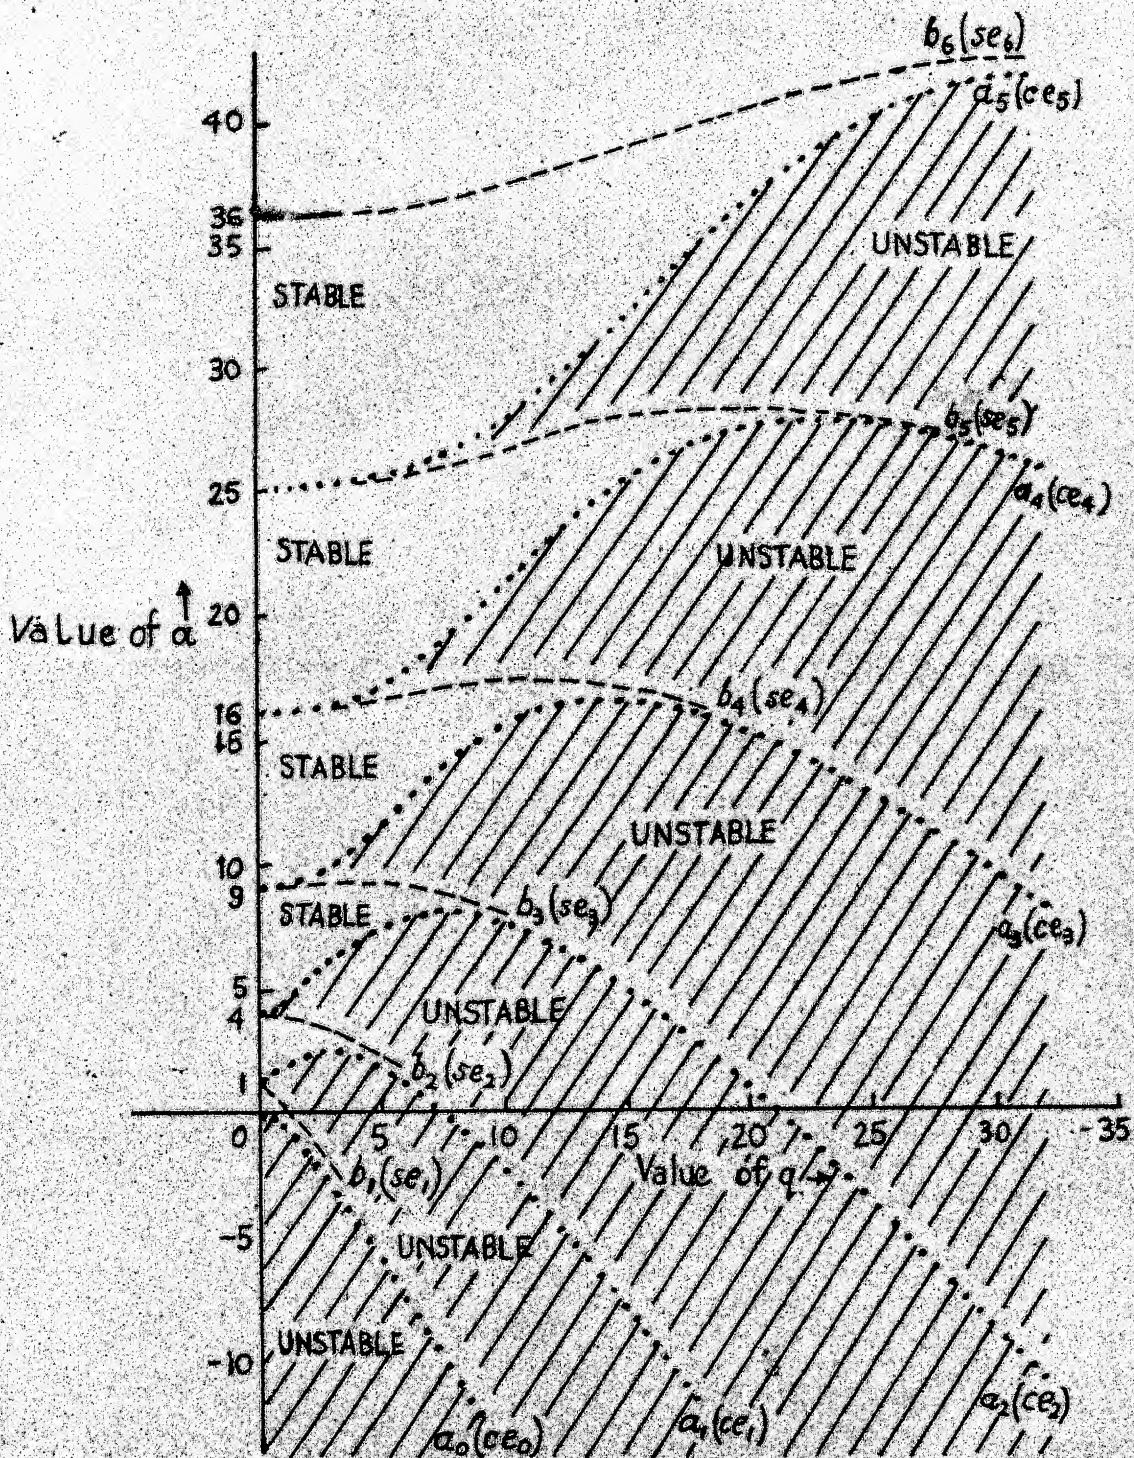 b₆(se₆)
a₅(ce₅)
40
36
35
UNSTABLE
STABLE
30
b₅(se₅)
25
a₄(ce₄)
STABLE
UNSTABLE
Value of a ↑
20
16
15
b₄(se₄)
STABLE
UNSTABLE
10
9
STABLE
b₃(se₃)
a₃(ce₃)
5
4
UNSTABLE
b₂(se₂)
1
0 5 10 15 20 25 30 35
b₁(se₁)
Value of q →
-5
UNSTABLE
UNSTABLE
-10
a₀(ce₀)
a₁(ce₁)
a₂(ce₂)